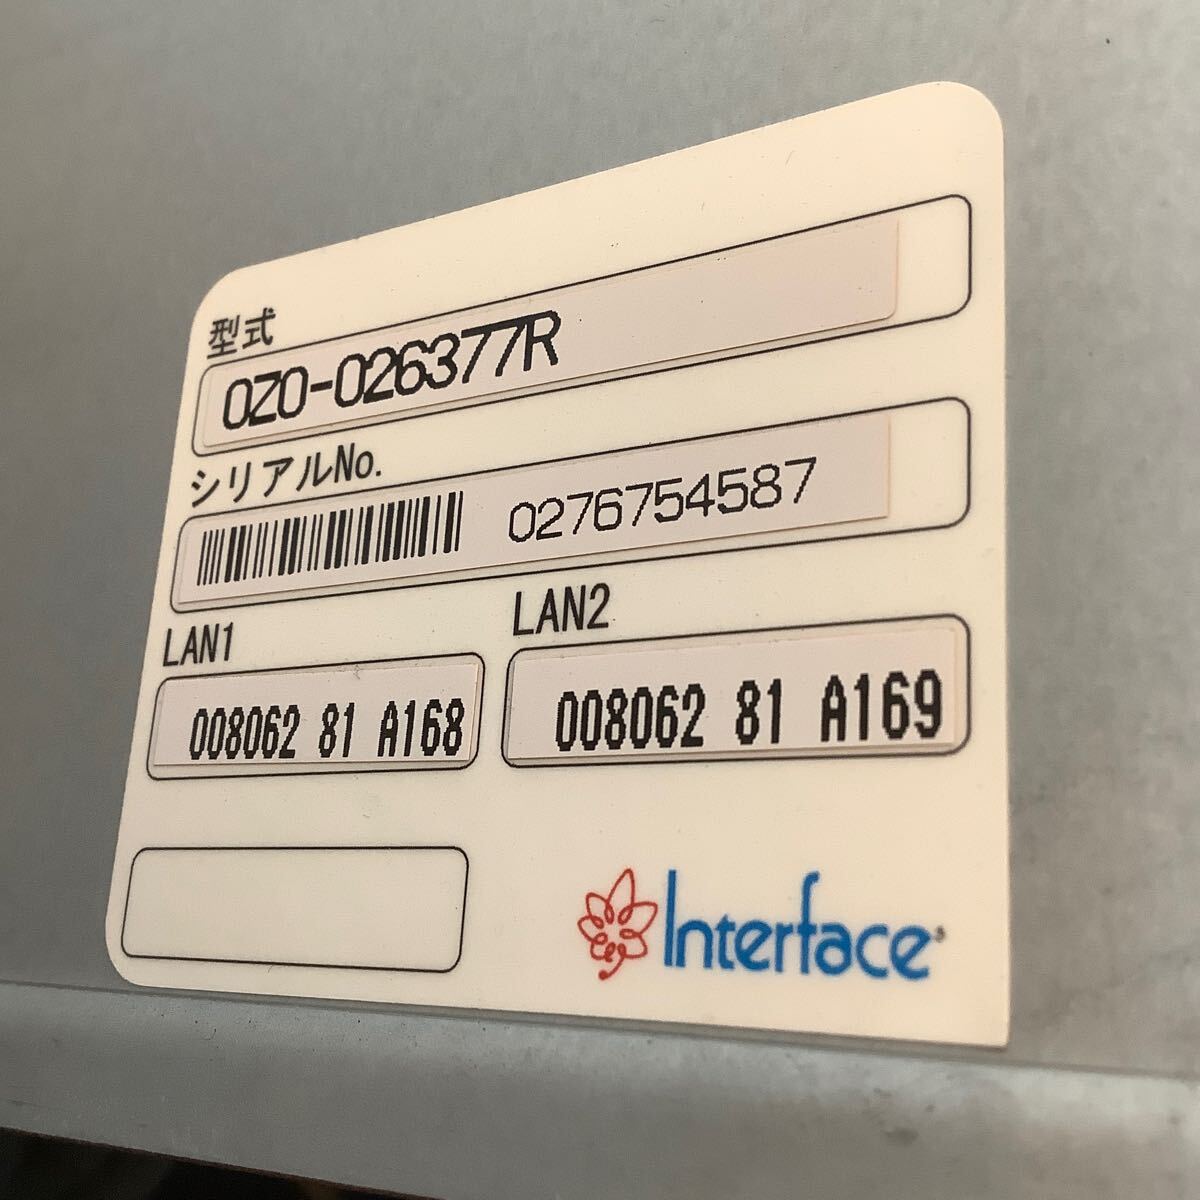 型式
OZO-026377R
シリアルNo.
0276754587
LAN1
LAN2
008062 81 A168
008062 81 A169
Interface